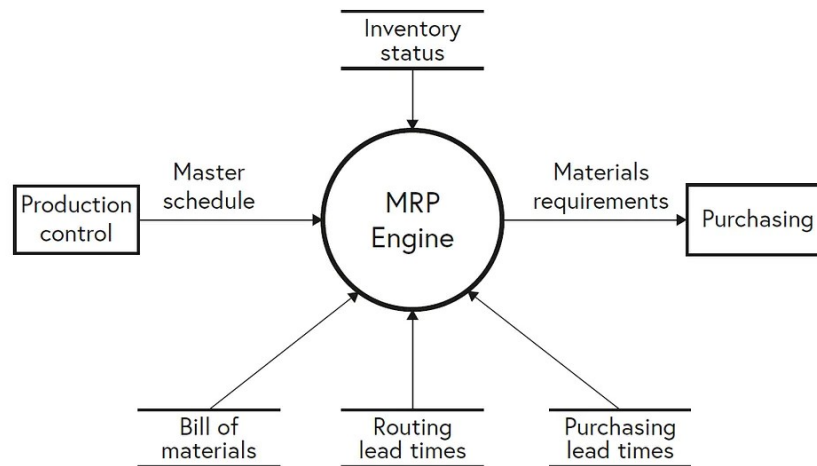 Inventory
status
Master
schedule
Materials
requirements
Production
control
MRP
Engine
Purchasing
Bill of
materials
Routing
lead times
Purchasing
lead times